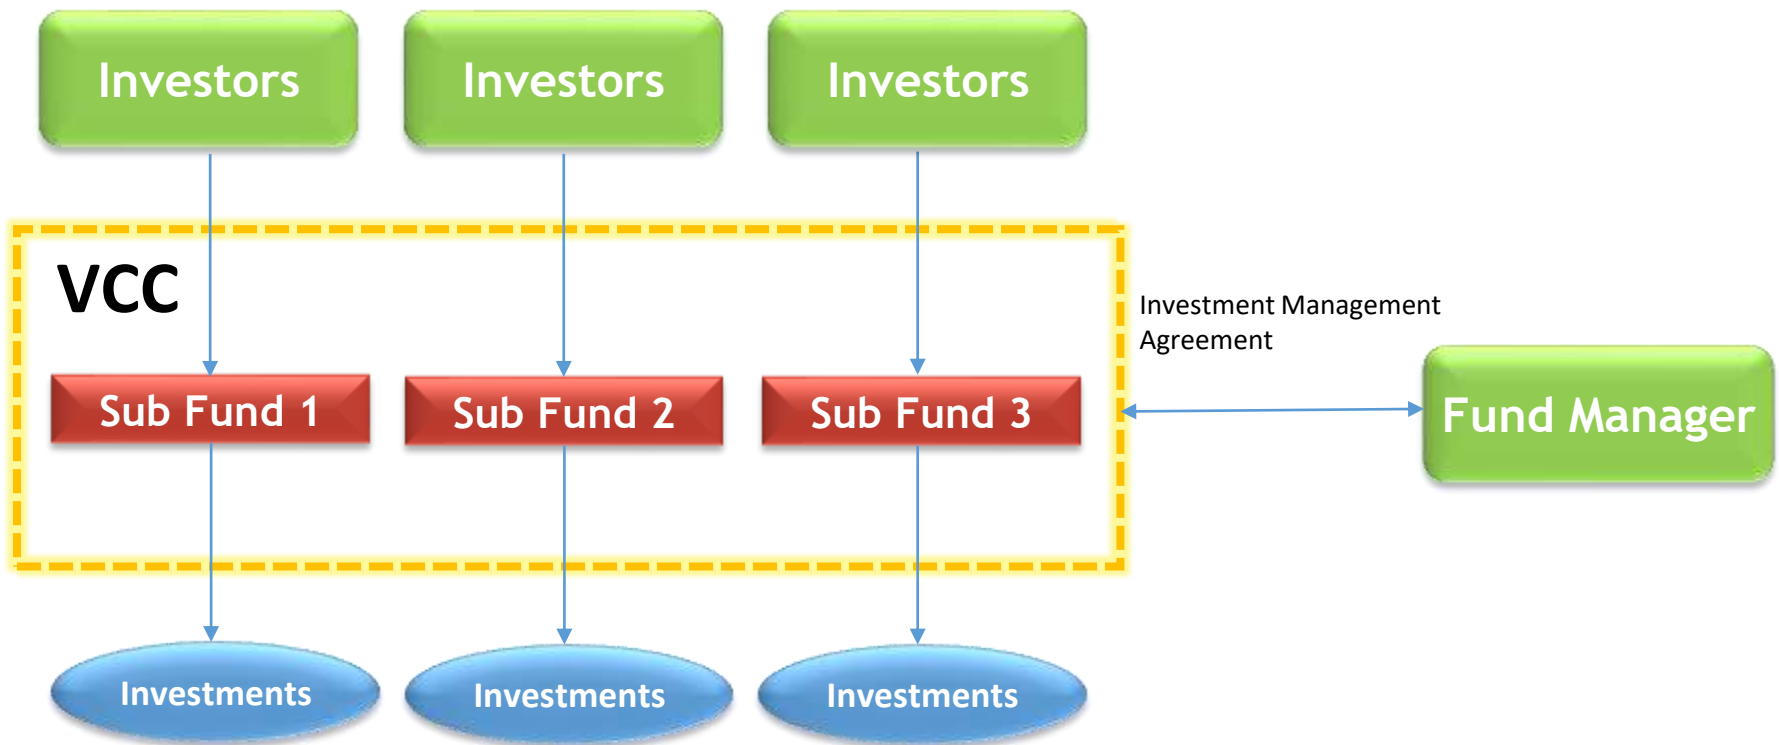 Investors
Investors
Investors
VCC
Investment Management
Agreement
Sub Fund 1
Sub Fund 2
Sub Fund 3
Fund Manager
Investments
Investments
Investments